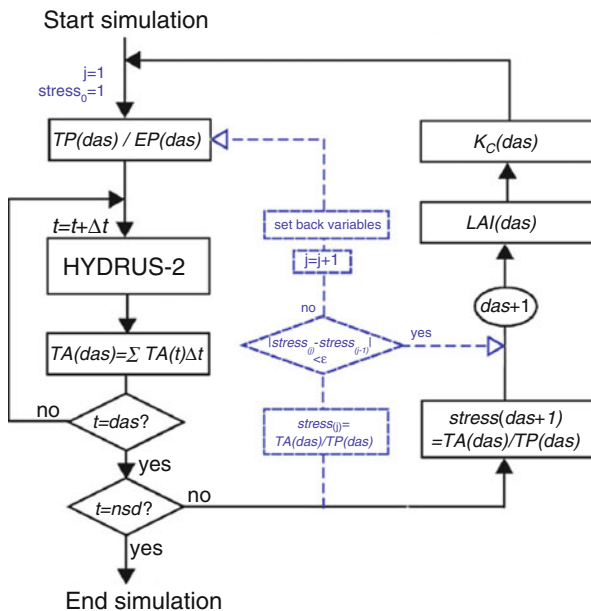 Start simulation
j=1
stress₀=1
TP(das) / EP(das)
t=t+Δt
HYDRUS-2
TA(das)=Σ TA(t)Δt
no
t=das?
yes
t=nsd?
no
yes
End simulation
set back variables
j=j+1
no
|stress(j)-stress(j-1)|
<ε
yes
stress(j)=
TA(das)/TP(das)
K_C(das)
LAI(das)
das+1
stress(das+1)
=TA(das)/TP(das)